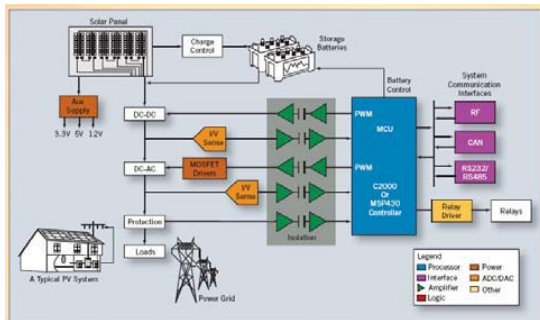 Solar Panel
Charge
Control
Storage
Batteries
Battery
Control
System
Communication
Interfaces
Aux
Supply
3.3V 5V 12V
DC-DC
I/V
Sense
DC-AC
MOSFET
Drivers
I/V
Sense
Protection
Loads
Isolation
PWM
MCU
PWM
C2000
Or
MSP430
Controller
RF
CAN
RS232/
RS485
Relay
Driver
Relays
A Typical PV System
Power Grid
Legend
Processor
Interface
Amplifier
Logic
Power
ADC/DAC
Other